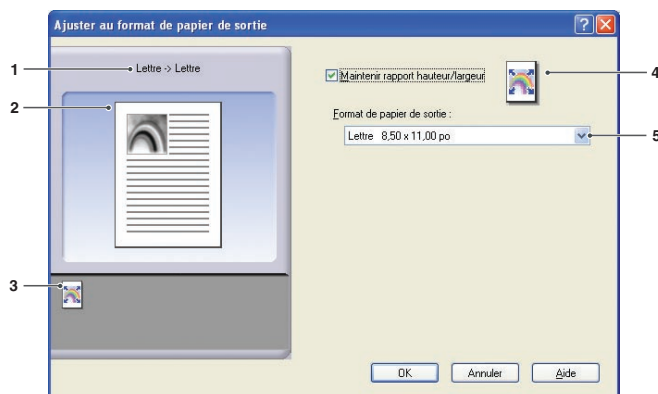 Ajuster au format de papier de sortie
1
Lettre -> Lettre
2
3
Maintenir rapport hauteur/largeur
4
Format de papier de sortie :
Lettre 8,50 x 11,00 po
5
OK
Annuler
Aide